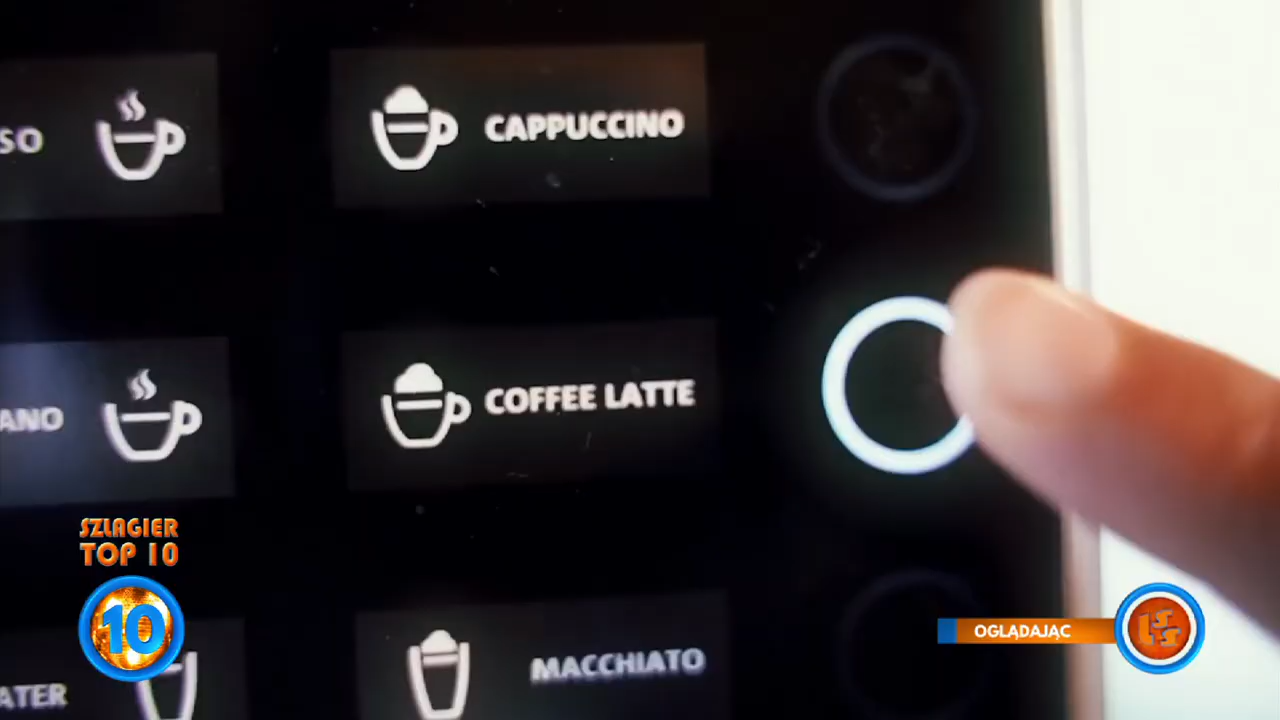 SO
CAPPUCCINO
ANO
COFFEE LATTE
SZLAGIER
TOP 10
10
OGLĄDAJĄC
ATER
MACCHIATO